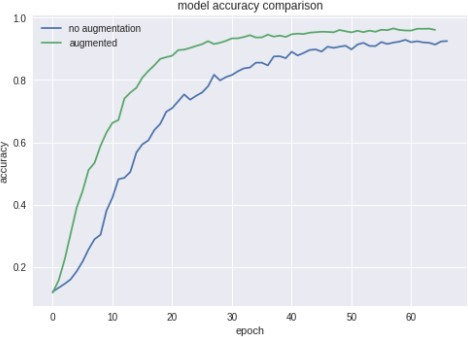 model accuracy comparison
1.0
no augmentation
augmented
0.8
0.6
0.4
0.2
accuracy
0 10 20 30 40 50 60
epoch